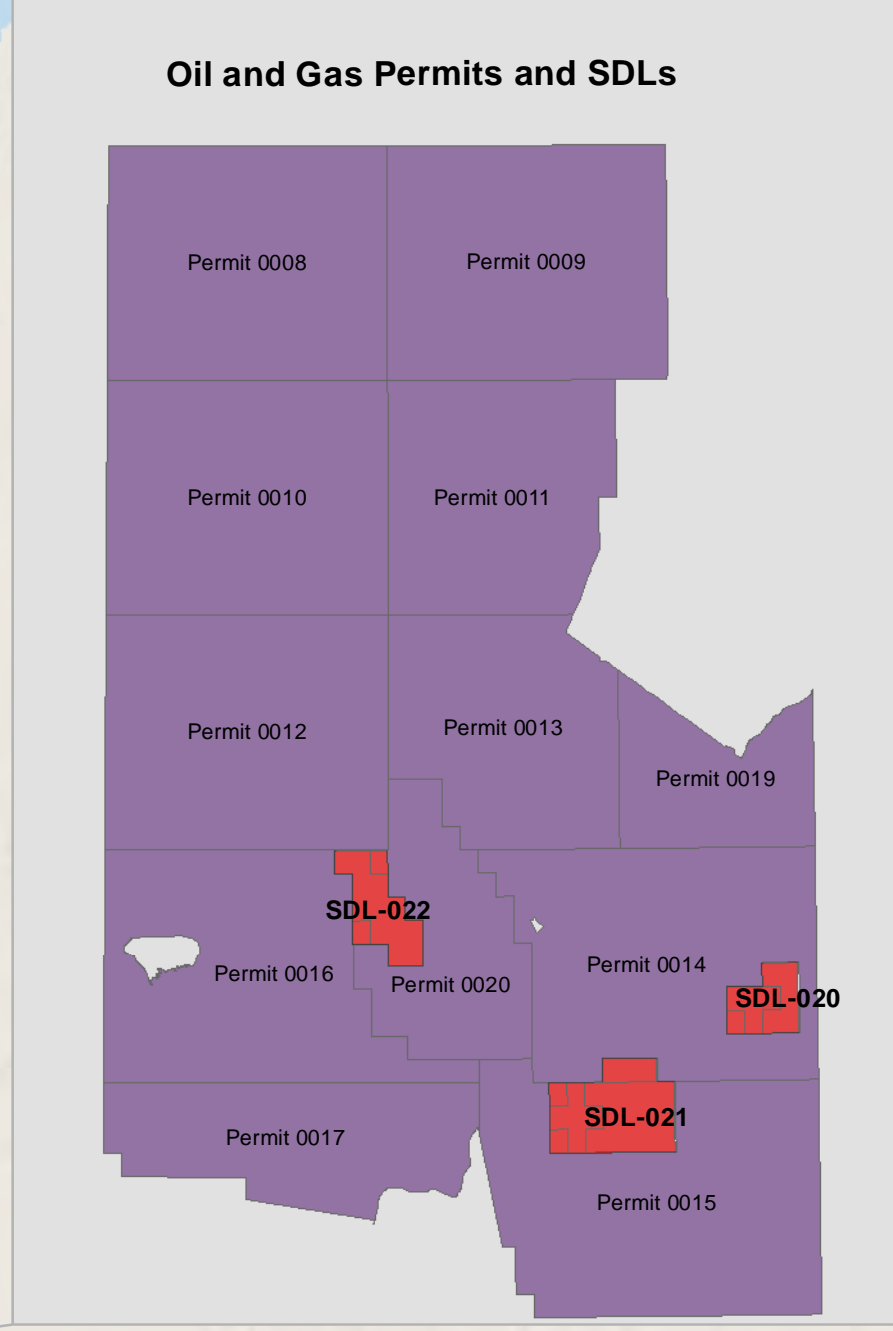 Oil and Gas Permits and SDLs
Permit 0008
Permit 0009
Permit 0010
Permit 0011
Permit 0012
Permit 0013
Permit 0019
SDL-022
Permit 0016
Permit 0020
Permit 0014
SDL-020
SDL-021
Permit 0017
Permit 0015